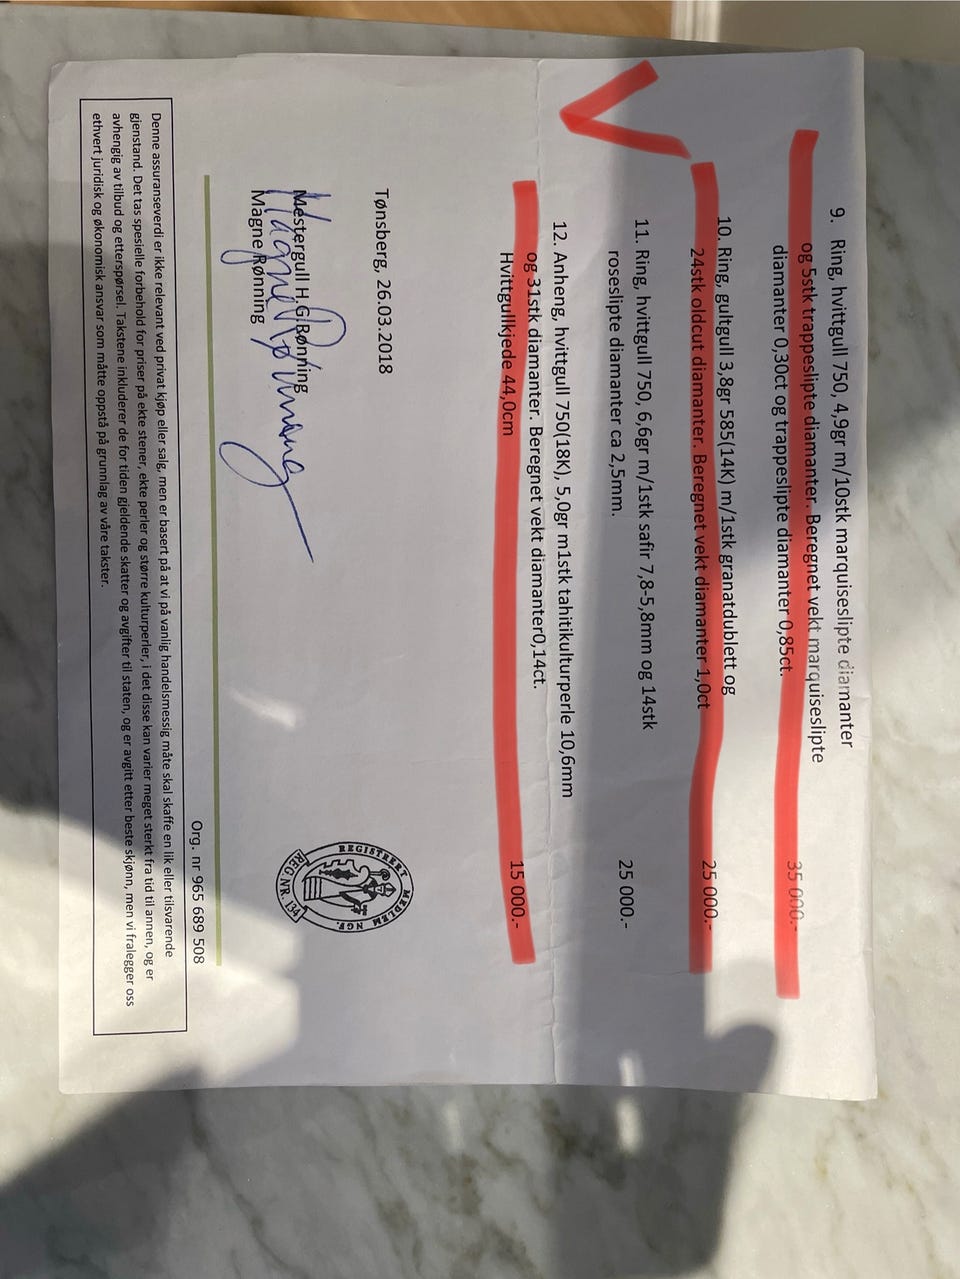 9. Ring, hvittgull 750, 4,9gr m/10stk marquiseslipte diamanter
og 5stk trappeslipte diamanter. Beregnet vekt marquiseslipte
diamanter 0,30ct og trappeslipte diamanter 0,85ct.
35 000.-
10. Ring, gultgull 3,8gr 585(14K) m/1stk granatdublett og
24stk oldcut diamanter. Beregnet vekt diamanter 1,0ct
25 000.-
11. Ring, hvittgull 750, 6,6gr m/1stk safir 7,8-5,8mm og 14stk
roseslipte diamanter ca 2,5mm.
25 000.-
12. Anheng, hvittgull 750(18K), 5,0gr m1stk tahitikulturperle 10,6mm
og 31stk diamanter. Beregnet vekt diamanter0,14ct.
Hvittgullkjede 44,0cm
15 000.-
Tønsberg, 26.03.2018
Mestergull H.G Rønning
Magne Rønning
Magne Rønning
REGISTRERT MEDLEM NGF.
REG NR. 134
Org. nr 965 689 508
Denne assuranseverdi er ikke relevant ved privat kjøp eller salg, men er basert på at vi på vanlig handelsmessig måte skal skaffe en lik eller tilsvarende
gjenstand. Det tas spesielle forbehold for priser på ekte stener, ekte perler og større kulturperler, i det disse kan varier meget sterkt fra tid til annen, og er
avhengig av tilbud og etterspørsel. Takstene inkluderer de for tiden gjeldende skatter og avgifter til staten, og er avgitt etter beste skjønn, men vi fralegger oss
ethvert juridisk og økonomisk ansvar som måtte oppstå på grunnlag av våre takster.